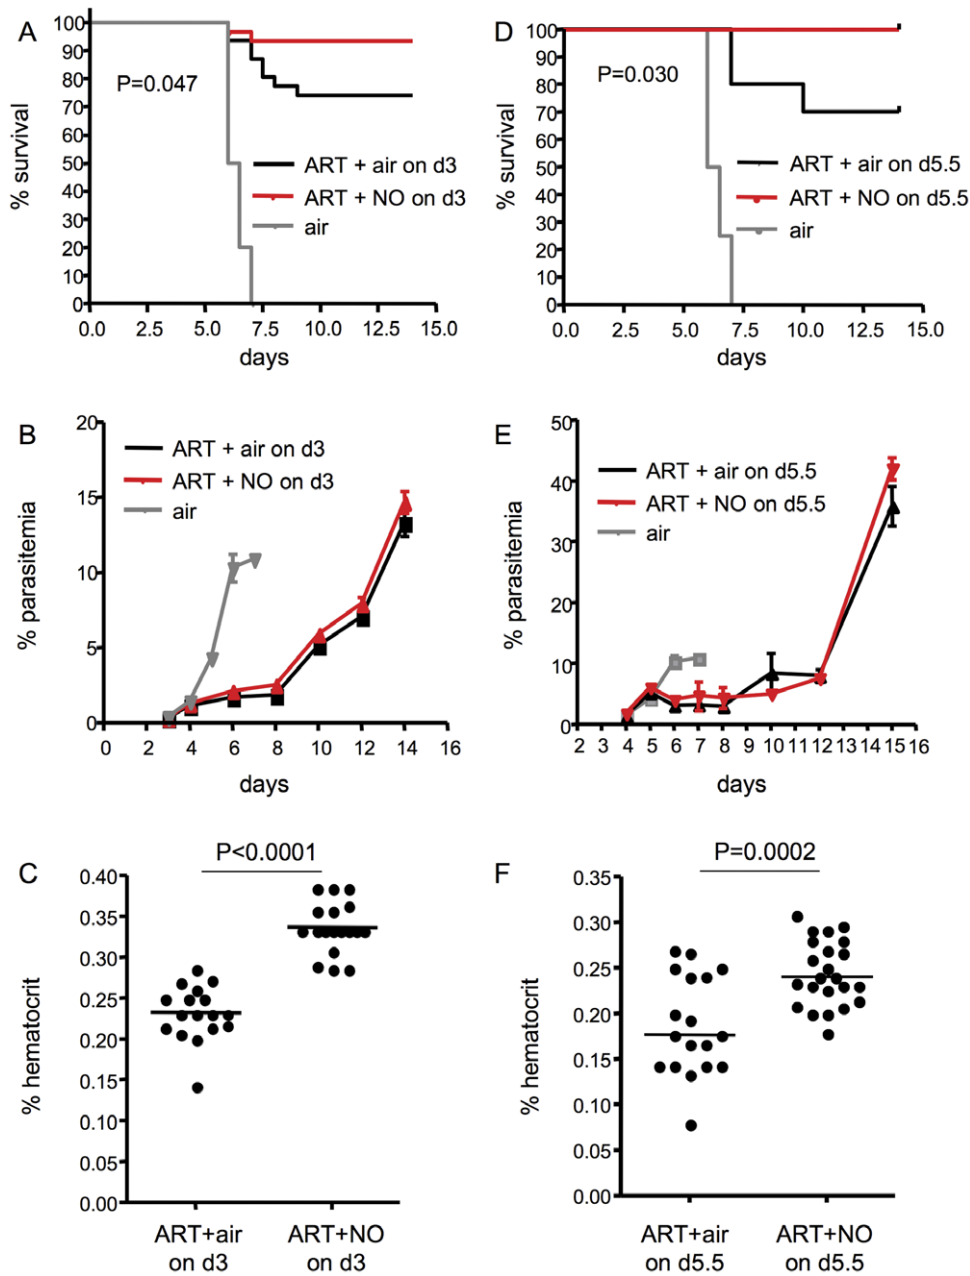 A
100
90
80
70
60
50
40
30
20
10
0
% survival
P=0.047
ART + air on d3
ART + NO on d3
air
0.0 2.5 5.0 7.5 10.0 12.5 15.0
days
D
100
90
80
70
60
50
40
30
20
10
0
% survival
P=0.030
ART + air on d5.5
ART + NO on d5.5
air
0.0 2.5 5.0 7.5 10.0 12.5 15.0
days
B
20
15
10
5
0
% parasitemia
ART + air on d3
ART + NO on d3
air
0 2 4 6 8 10 12 14 16
days
E
50
40
30
20
10
0
% parasitemia
ART + air on d5.5
ART + NO on d5.5
air
2 3 4 5 6 7 8 10 12 13 14 15 16
days
C
P<0.0001
0.40
0.35
0.30
0.25
0.20
0.15
0.10
0.05
0.00
% hematocrit
ART+air ART+NO
on d3 on d3
F
P=0.0002
0.35
0.30
0.25
0.20
0.15
0.10
0.05
0.00
% hematocrit
ART+air ART+NO
on d5.5 on d5.5